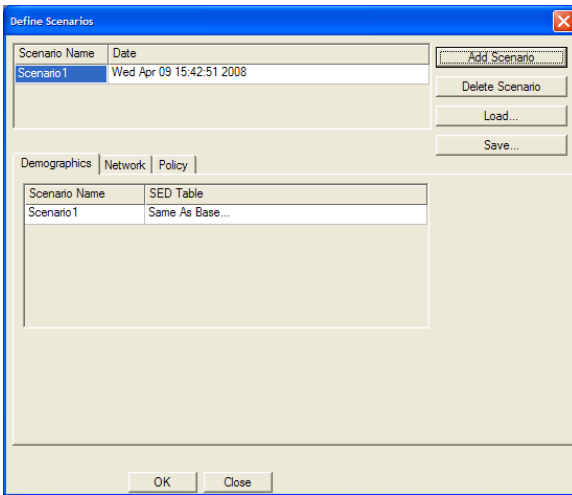 Define Scenarios
Scenario Name Date
Scenario1 Wed Apr 09 15:42:51 2008
Add Scenario
Delete Scenario
Load...
Save...
Demographics Network Policy
Scenario Name SED Table
Scenario1 Same As Base...
OK Close